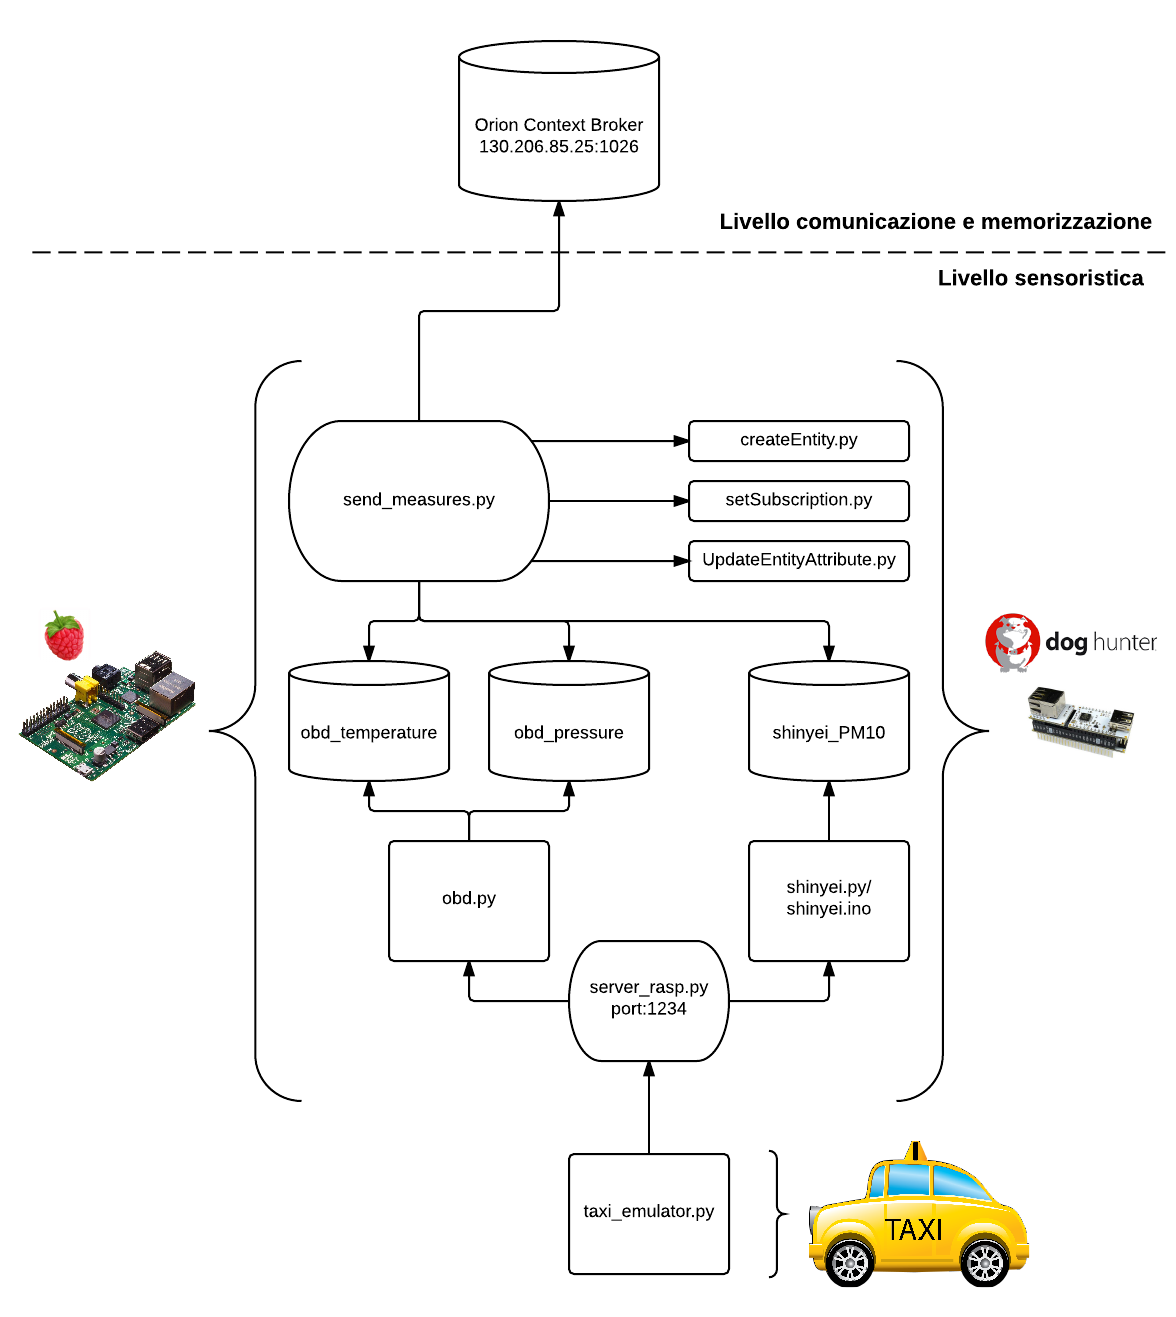 Orion Context Broker
130.206.85.25:1026
Livello comunicazione e memorizzazione
Livello sensoristica
send_measures.py
createEntity.py
setSubscription.py
UpdateEntityAttribute.py
dog hunter
obd_temperature
obd_pressure
shinyei_PM10
obd.py
shinyei.py/
shinyei.ino
server_rasp.py
port:1234
taxi_emulator.py
TAXI